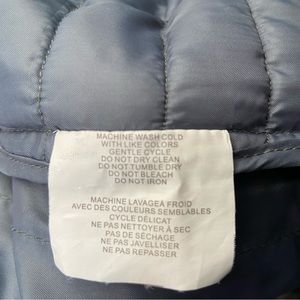 MACHINE WASH COLD
WITH LIKE COLORS
GENTLE CYCLE
DO NOT DRY CLEAN
DO NOT TUMBLE DRY
DO NOT BLEACH
DO NOT IRON
MACHINE LAVAGEA FROID
AVEC DES COULEURS SEMBLABLES
CYCLE DÉLICAT
NE PAS NETTOYER À SEC
PAS DE SÉCHAGE
NE PAS JAVELLISER
NE PAS REPASSER